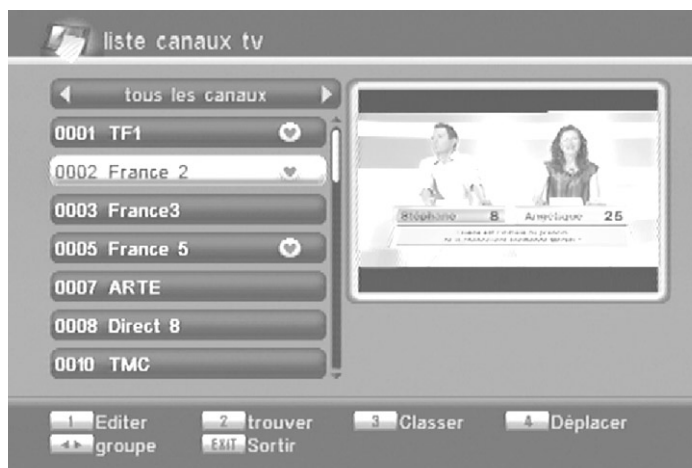 liste canaux tv
tous les canaux
0001 TF1
0002 France 2
0003 France3
0005 France 5
0007 ARTE
0008 Direct 8
0010 TMC
Stéphane 8 Angélique 25
1 Editer 2 trouver 3 Classer 4 Déplacer
groupe EXIT Sortir